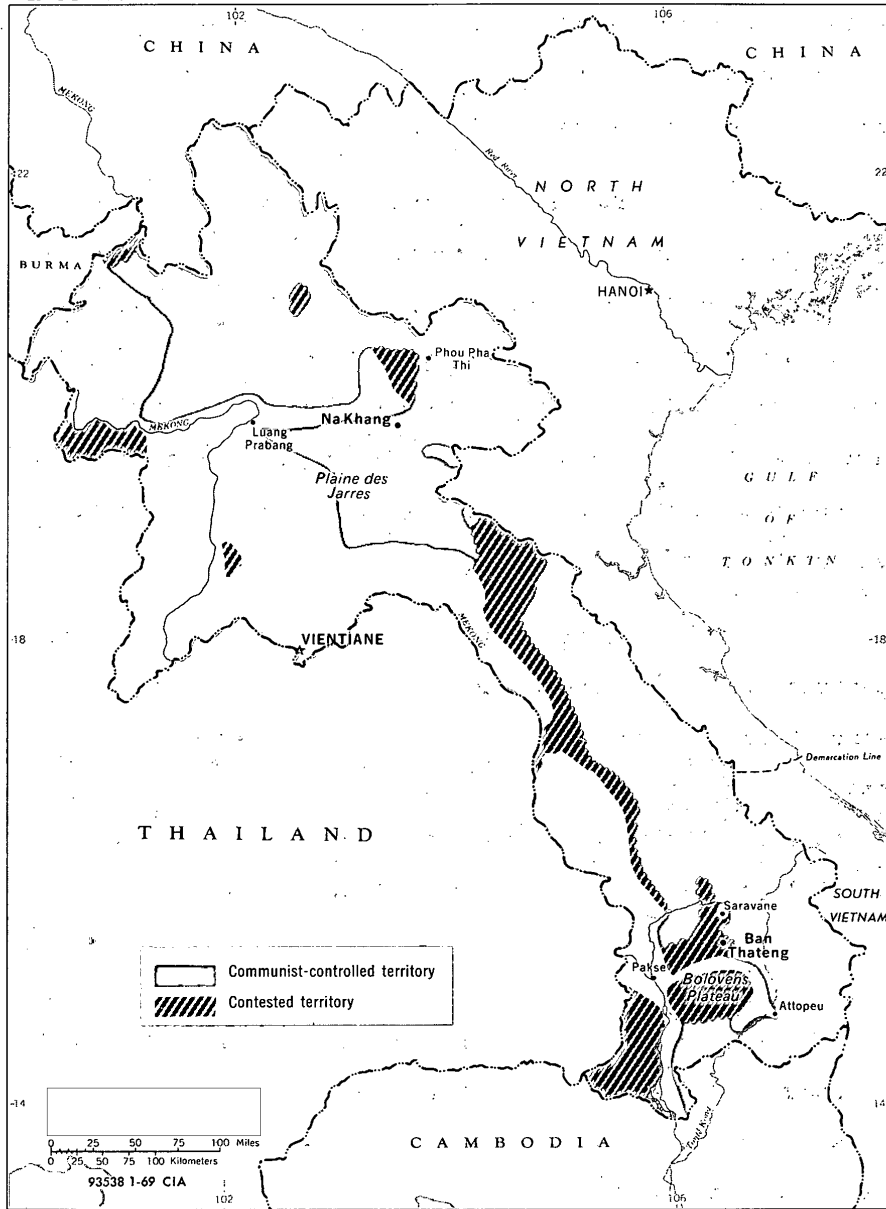 102
106
CHINA
CHINA
MEKONG
Red River
22
22
NORTH
VIETNAM
BURMA
HANOI
Phou Pha
Thi
MEKONG
Luang
Prabang
Na Khang
Plaine des
Jarres
GULF
OF
TONKIN
18
MEKONG
VIENTIANE
18
Demarcation Line
THAILAND
SOUTH
VIETNAM
Saravane
Ban
Thateng
Communist-controlled territory
Pakse
Bolovens
Plateau
Contested territory
Attopeu
14
14
0 25 50 75 100 Miles
0 25 50 75 100 Kilometers
CAMBODIA
93538 1-69 CIA
102
106